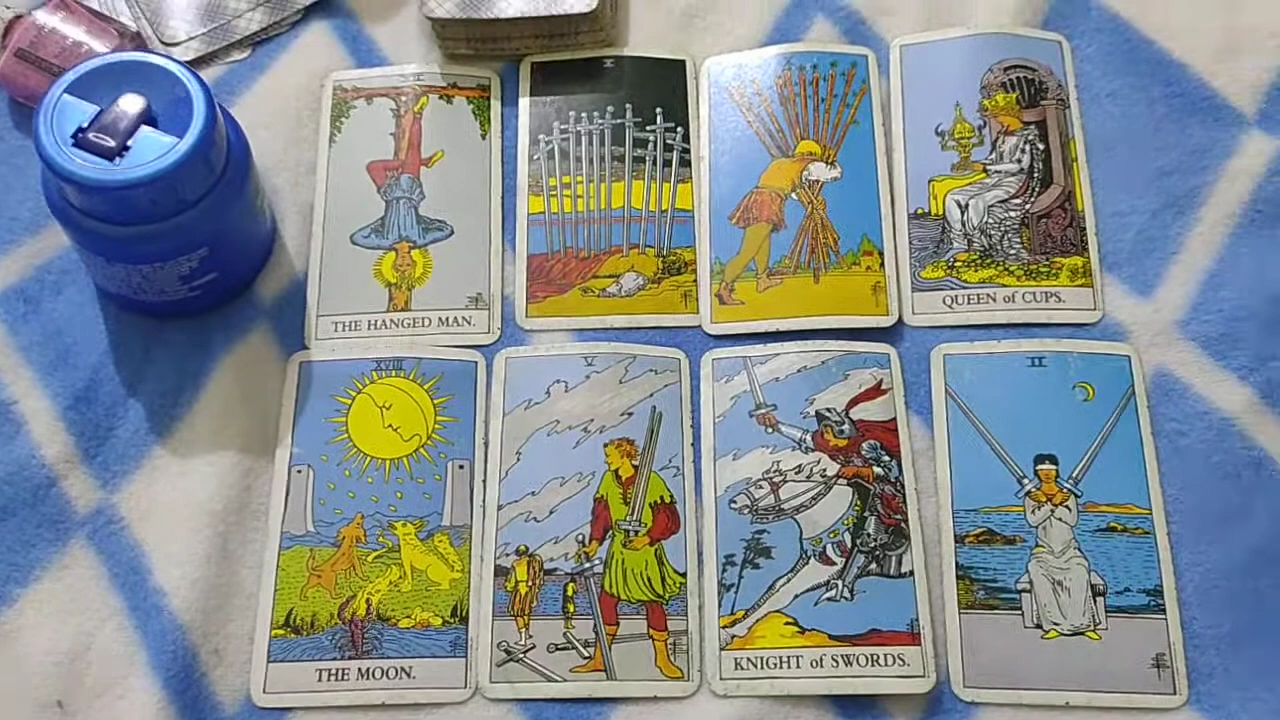 X
THE HANGED MAN.
QUEEN of CUPS.
XVIII
V
II
THE MOON.
KNIGHT of SWORDS.